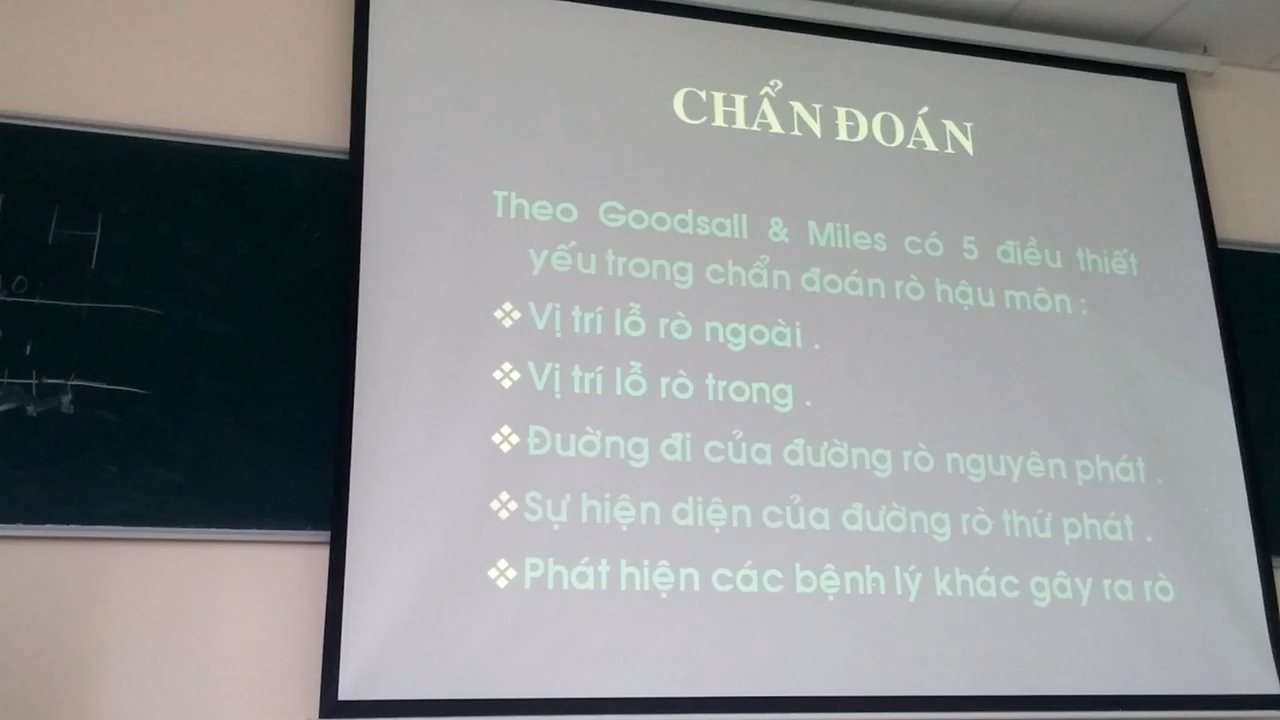 H
CHẨN ĐOÁN
Theo Goodsall & Miles có 5 điều thiết
yếu trong chẩn đoán rò hậu môn :
❖ Vị trí lỗ rò ngoài .
❖ Vị trí lỗ rò trong .
❖ Đuờng đi của đường rò nguyên phát .
❖ Sự hiện diện của đường rò thứ phát .
❖ Phát hiện các bệnh lý khác gây ra rò